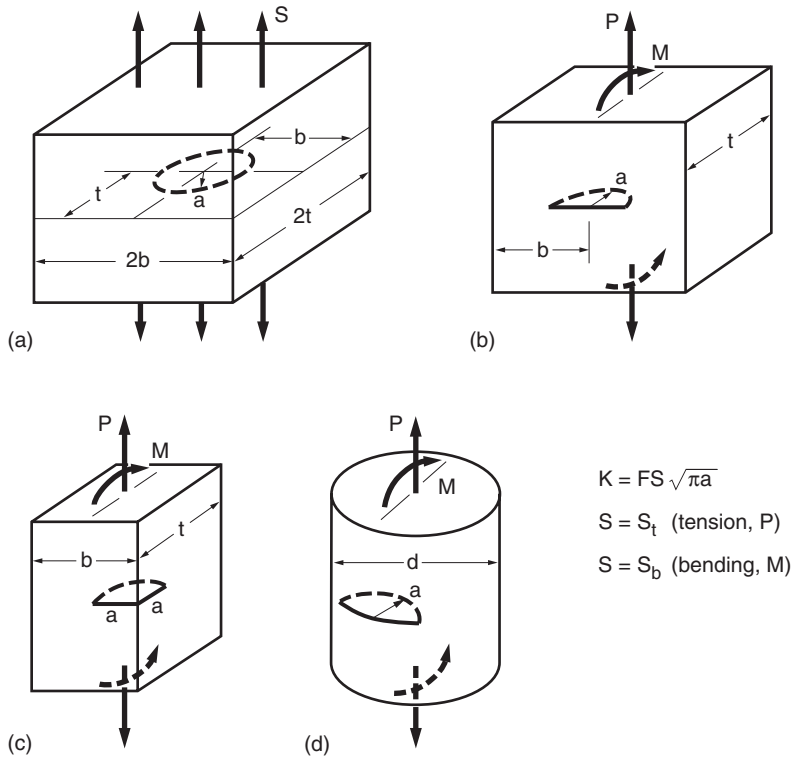 S
b
t
a
2t
2b
(a)
P
M
t
a
b
(b)
P
M
b
t
a a
(c)
P
M
d
a
(d)
K = FS √πa
S = S_t (tension, P)
S = S_b (bending, M)